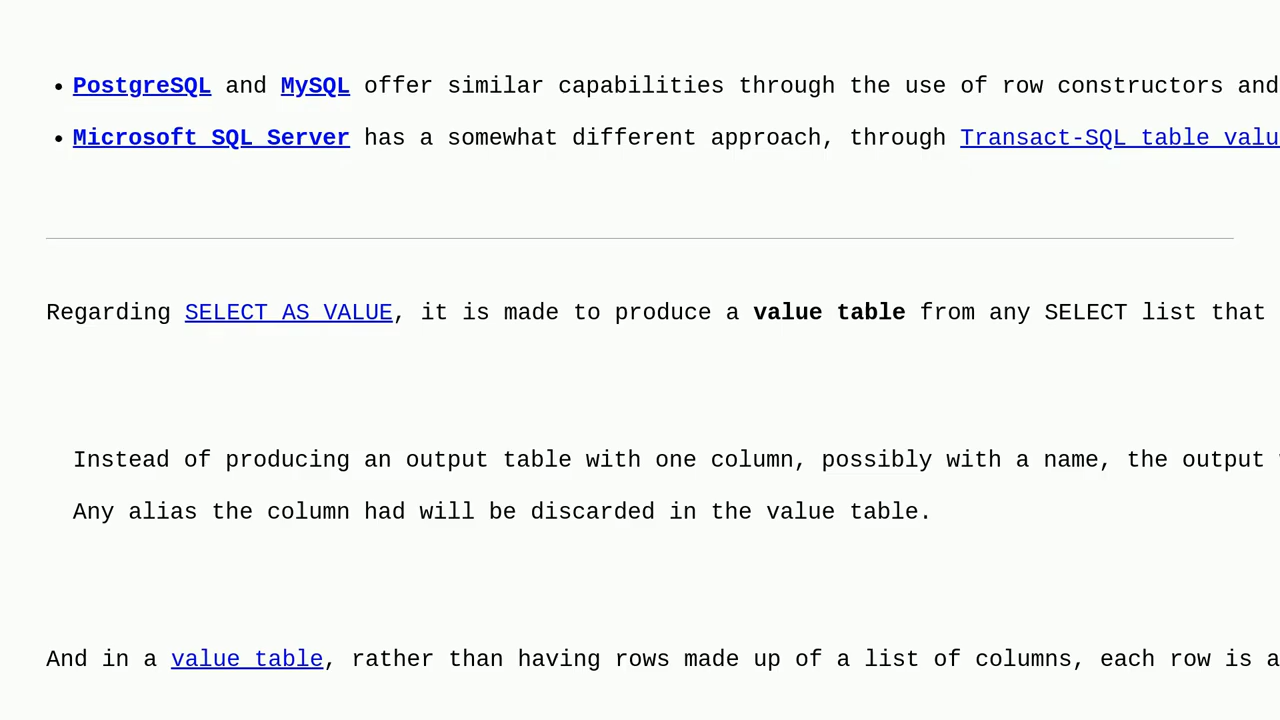 • PostgreSQL and MySQL offer similar capabilities through the use of row constructors and
• Microsoft SQL Server has a somewhat different approach, through Transact-SQL table valu
Regarding SELECT AS VALUE, it is made to produce a value table from any SELECT list that
Instead of producing an output table with one column, possibly with a name, the output
Any alias the column had will be discarded in the value table.
And in a value table, rather than having rows made up of a list of columns, each row is a